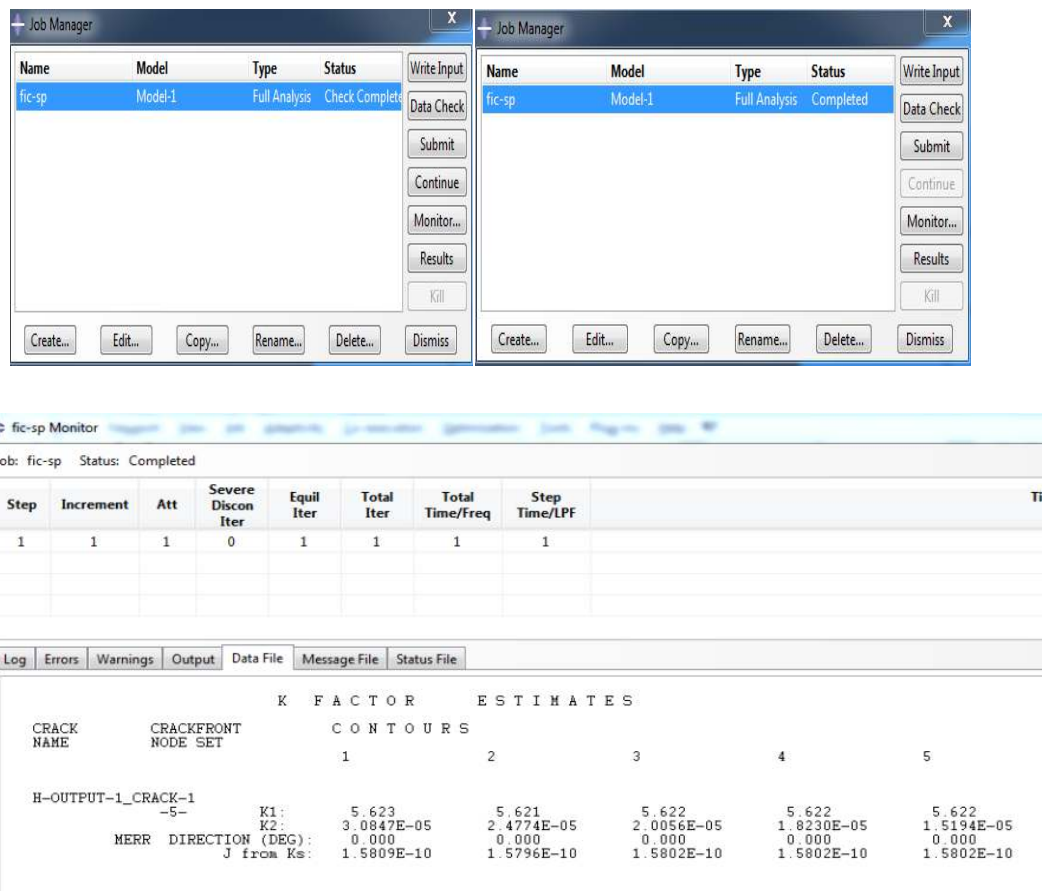 Job Manager
X
Name Model Type Status
fic-sp Model-1 Full Analysis Check Complete
Write Input
Data Check
Submit
Continue
Monitor...
Results
Kill
Create... Edit... Copy... Rename... Delete... Dismiss
Job Manager
X
Name Model Type Status
fic-sp Model-1 Full Analysis Completed
Write Input
Data Check
Submit
Continue
Monitor...
Results
Kill
Create... Edit... Copy... Rename... Delete... Dismiss
fic-sp Monitor
ob: fic-sp Status: Completed
Step Increment Att Severe Discon Iter Equil Iter Total Iter Total Time/Freq Step Time/LPF Ti
1 1 1 0 1 1 1 1
Log Errors Warnings Output Data File Message File Status File
K FACTOR ESTIMATES
CRACK CRACKFRONT CONTOURS
NAME NODE SET
1 2 3 4 5
H-OUTPUT-1_CRACK-1
-5- K1: 5.623 5.621 5.622 5.622 5.622
K2: 3.0847E-05 2.4774E-05 2.0056E-05 1.8230E-05 1.5194E-05
MERR DIRECTION (DEG): 0.000 0.000 0.000 0.000 0.000
J from Ks: 1.5809E-10 1.5796E-10 1.5802E-10 1.5802E-10 1.5802E-10